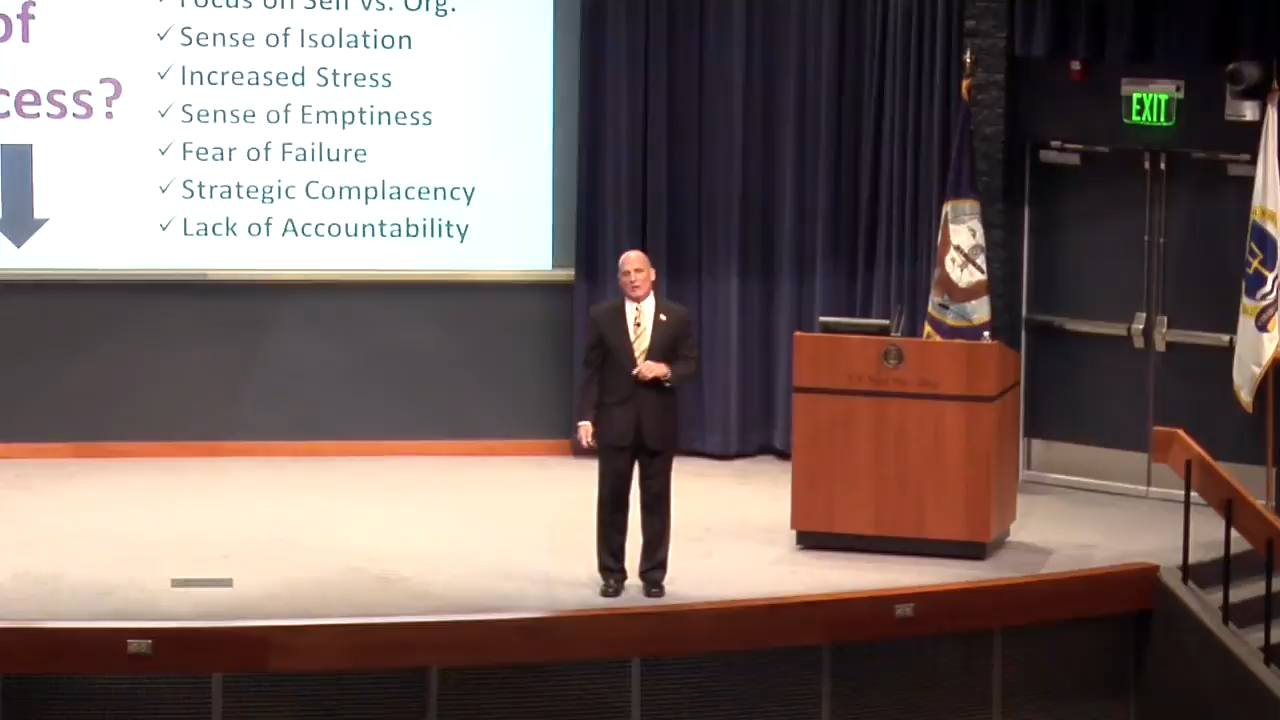 of
cess?
Focus on Self vs. Org.
✓ Sense of Isolation
✓ Increased Stress
✓ Sense of Emptiness
✓ Fear of Failure
✓ Strategic Complacency
✓ Lack of Accountability
EXIT